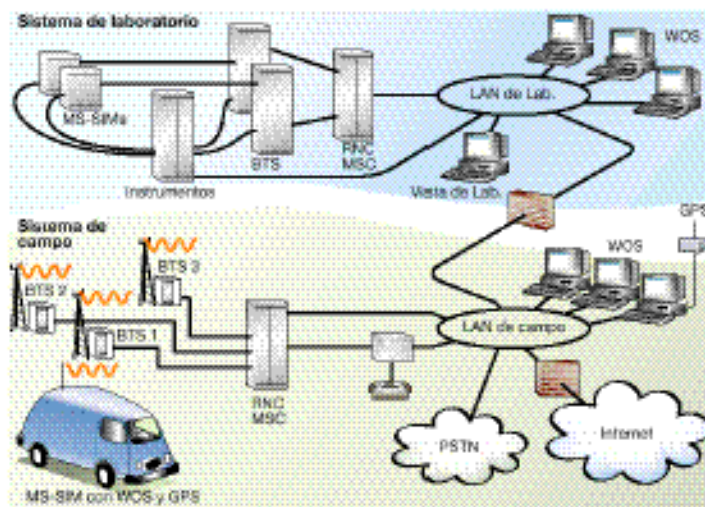 Sistema de laboratorio
WOS
MS-SIMs
LAN de Lab.
BTS
RNC
MSC
Instrumentos
Vista de Lab.
Sistema de
campo
GPS
WOS
BTS 3
BTS 2
BTS 1
LAN de campo
RNC
MSC
PSTN
Internet
MS-SIM con WOS y GPS